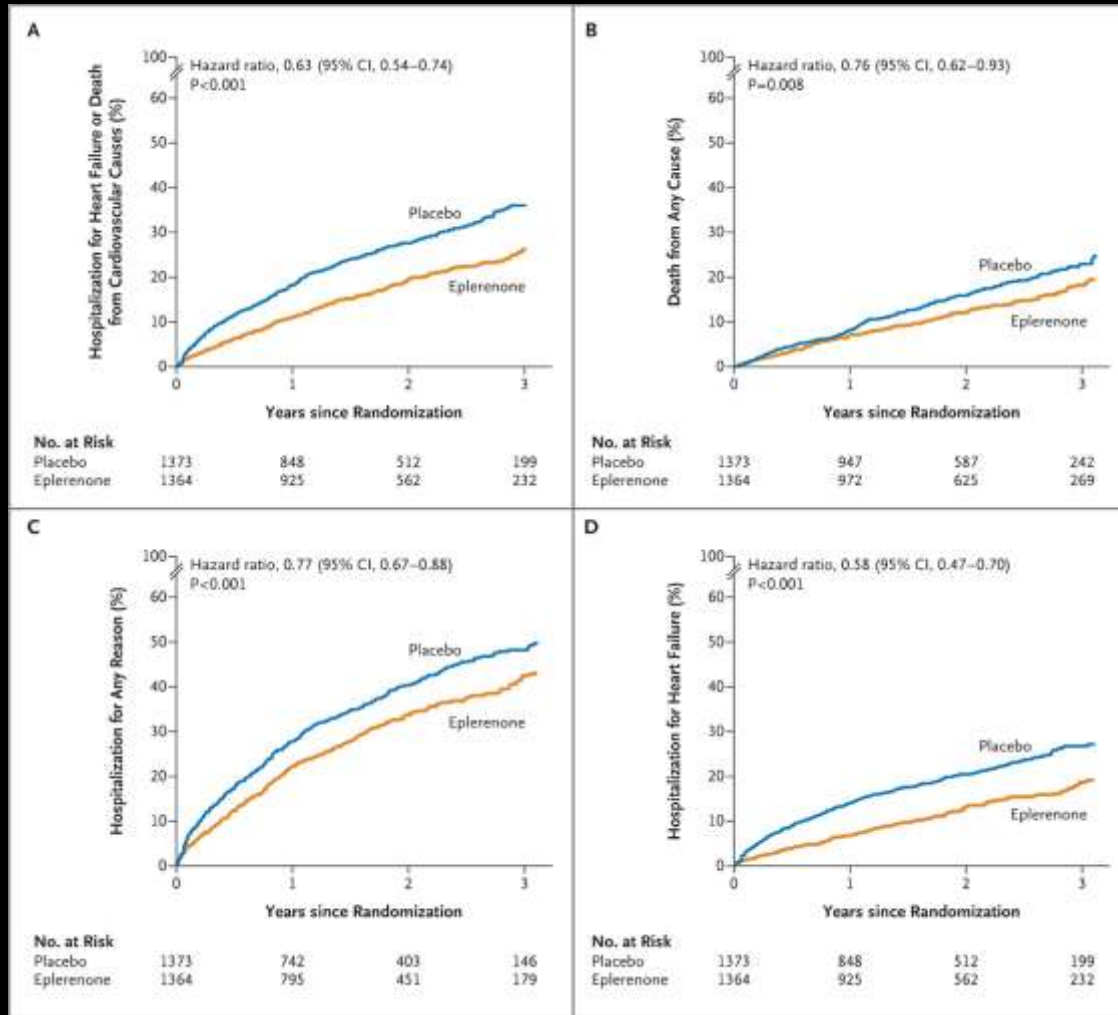 A
Hospitalization for Heart Failure or Death
from Cardiovascular Causes (%)
100
60
50
40
30
20
10
0
Hazard ratio, 0.63 (95% CI, 0.54–0.74)
P<0.001
Placebo
Eplerenone
0 1 2 3
Years since Randomization
No. at Risk
Placebo 1373 848 512 199
Eplerenone 1364 925 562 232
B
Death from Any Cause (%)
100
60
50
40
30
20
10
0
Hazard ratio, 0.76 (95% CI, 0.62–0.93)
P=0.008
Placebo
Eplerenone
0 1 2 3
Years since Randomization
No. at Risk
Placebo 1373 947 587 242
Eplerenone 1364 972 625 269
C
Hospitalization for Any Reason (%)
100
60
50
40
30
20
10
0
Hazard ratio, 0.77 (95% CI, 0.67–0.88)
P<0.001
Placebo
Eplerenone
0 1 2 3
Years since Randomization
No. at Risk
Placebo 1373 742 403 146
Eplerenone 1364 795 451 179
D
Hospitalization for Heart Failure (%)
100
60
50
40
30
20
10
0
Hazard ratio, 0.58 (95% CI, 0.47–0.70)
P<0.001
Placebo
Eplerenone
0 1 2 3
Years since Randomization
No. at Risk
Placebo 1373 848 512 199
Eplerenone 1364 925 562 232